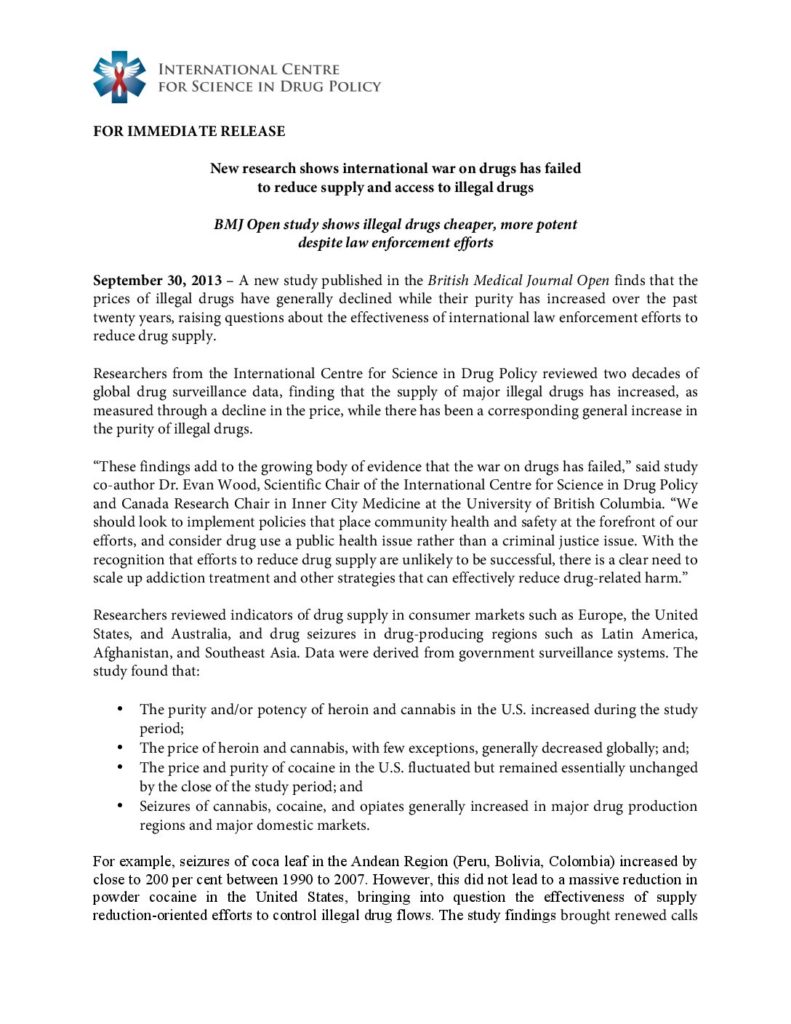 INTERNATIONAL CENTRE
FOR SCIENCE IN DRUG POLICY
FOR IMMEDIATE RELEASE
New research shows international war on drugs has failed
to reduce supply and access to illegal drugs
BMJ Open study shows illegal drugs cheaper, more potent
despite law enforcement efforts
September 30, 2013 – A new study published in the British Medical Journal Open finds that the
prices of illegal drugs have generally declined while their purity has increased over the past
twenty years, raising questions about the effectiveness of international law enforcement efforts to
reduce drug supply.
Researchers from the International Centre for Science in Drug Policy reviewed two decades of
global drug surveillance data, finding that the supply of major illegal drugs has increased, as
measured through a decline in the price, while there has been a corresponding general increase in
the purity of illegal drugs.
“These findings add to the growing body of evidence that the war on drugs has failed,” said study
co-author Dr. Evan Wood, Scientific Chair of the International Centre for Science in Drug Policy
and Canada Research Chair in Inner City Medicine at the University of British Columbia. “We
should look to implement policies that place community health and safety at the forefront of our
efforts, and consider drug use a public health issue rather than a criminal justice issue. With the
recognition that efforts to reduce drug supply are unlikely to be successful, there is a clear need to
scale up addiction treatment and other strategies that can effectively reduce drug-related harm.”
Researchers reviewed indicators of drug supply in consumer markets such as Europe, the United
States, and Australia, and drug seizures in drug-producing regions such as Latin America,
Afghanistan, and Southeast Asia. Data were derived from government surveillance systems. The
study found that:
• The purity and/or potency of heroin and cannabis in the U.S. increased during the study
period;
• The price of heroin and cannabis, with few exceptions, generally decreased globally; and;
• The price and purity of cocaine in the U.S. fluctuated but remained essentially unchanged
by the close of the study period; and
• Seizures of cannabis, cocaine, and opiates generally increased in major drug production
regions and major domestic markets.
For example, seizures of coca leaf in the Andean Region (Peru, Bolivia, Colombia) increased by
close to 200 per cent between 1990 to 2007. However, this did not lead to a massive reduction in
powder cocaine in the United States, bringing into question the effectiveness of supply
reduction-oriented efforts to control illegal drug flows. The study findings brought renewed calls